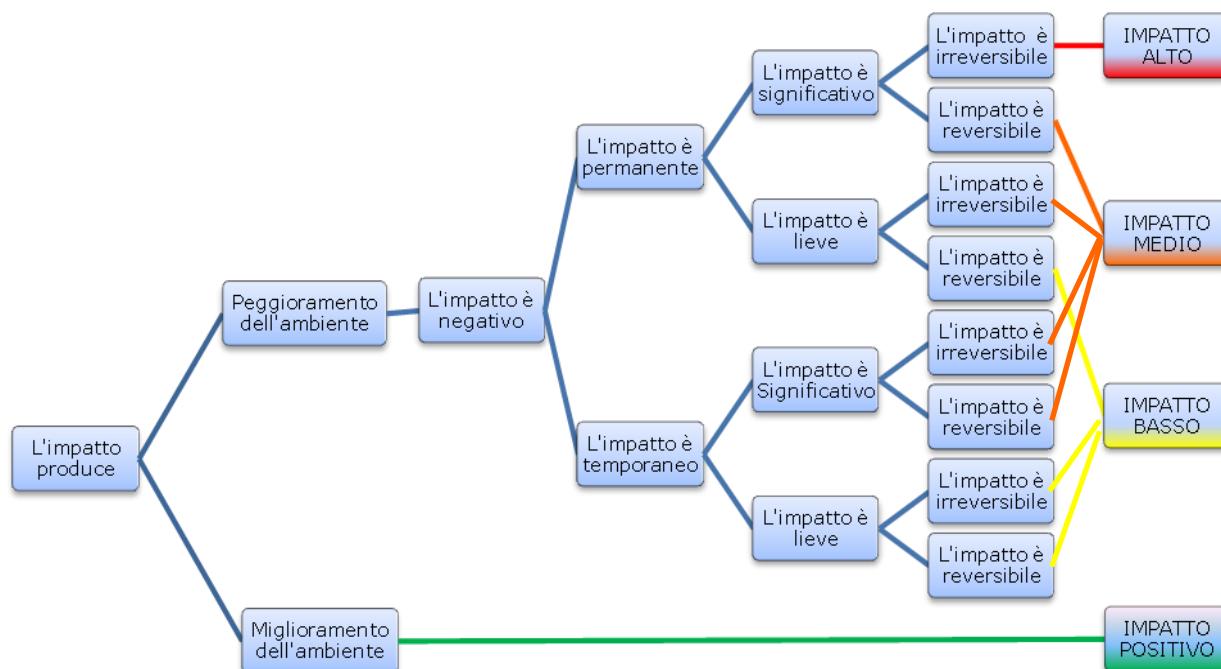 L'impatto è
irreversibile
IMPATTO
ALTO
L'impatto è
significativo
L'impatto è
reversibile
L'impatto è
permanente
L'impatto è
irreversibile
L'impatto è
lieve
IMPATTO
MEDIO
L'impatto è
reversibile
Peggioramento
dell'ambiente
L'impatto è
negativo
L'impatto è
irreversibile
L'impatto è
Significativo
L'impatto è
reversibile
IMPATTO
BASSO
L'impatto
produce
L'impatto è
temporaneo
L'impatto è
irreversibile
L'impatto è
lieve
L'impatto è
reversibile
Miglioramento
dell'ambiente
IMPATTO
POSITIVO